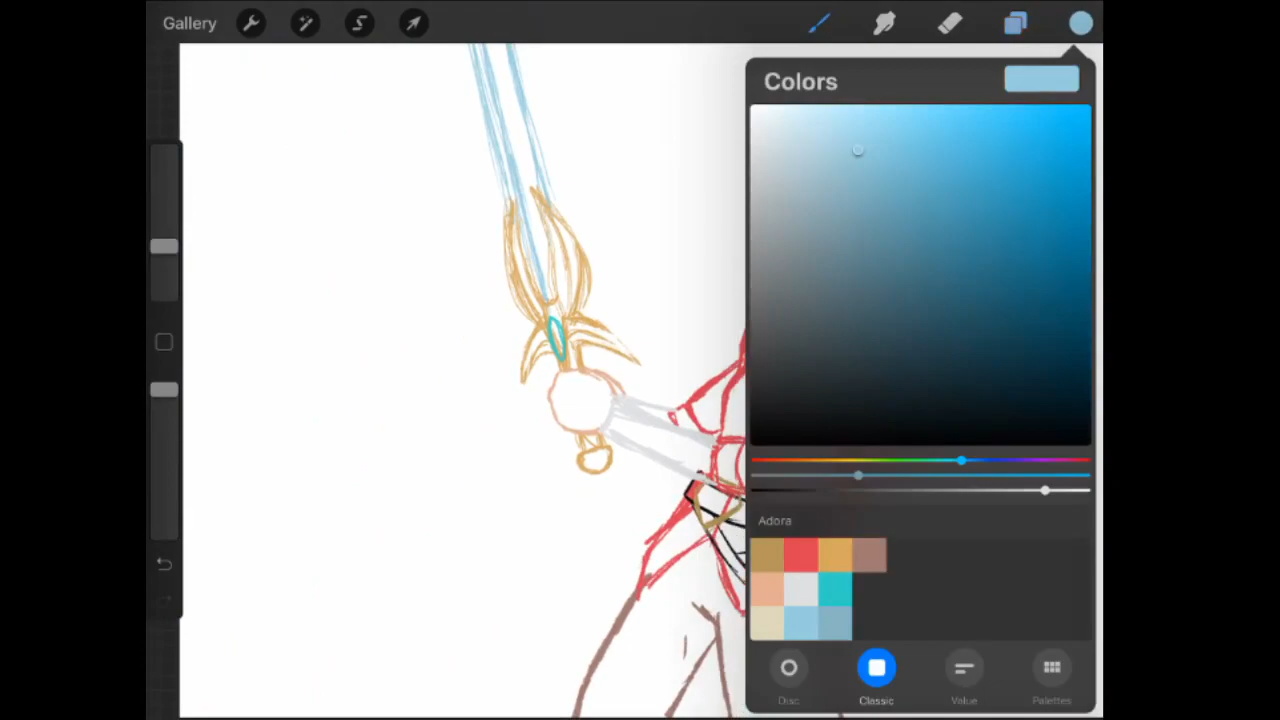 Gallery
Colors
Adora
Disc
Classic
Value
Palettes